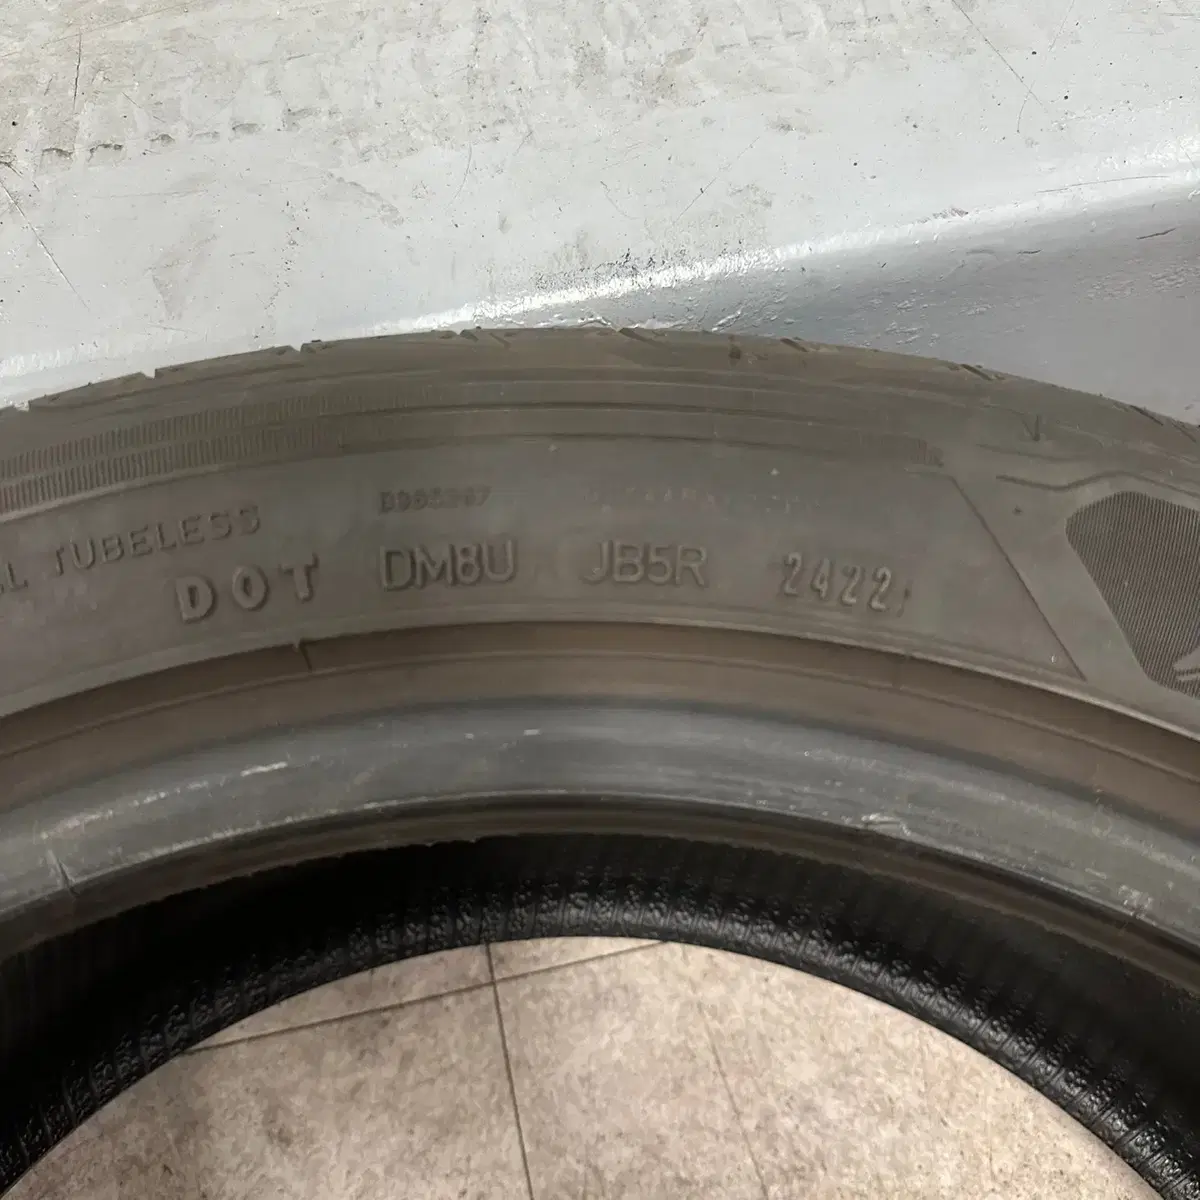 TUBELESS
DOT DM8U JB5R 2422